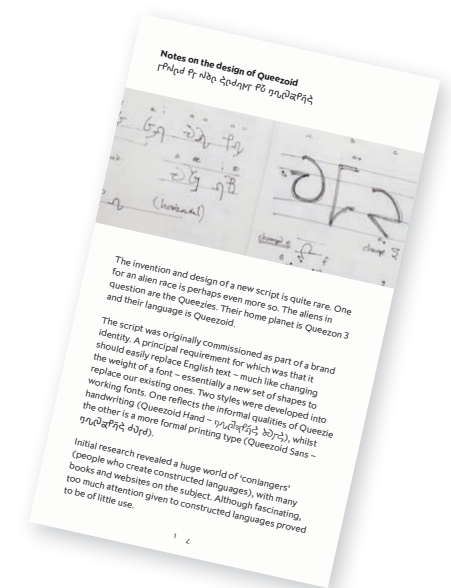 Notes on the design of Queezoid
The invention and design of a new script is quite rare. One
for an alien race is perhaps even more so. The aliens in
question are the Queezies. Their home planet is Queezon 3
and their language is Queezoid.
The script was originally commissioned as part of a brand
identity. A principal requirement for which was that it
should easily replace English text – much like changing
the weight of a font – essentially a new set of shapes to
replace our existing ones. Two styles were developed into
working fonts. One reflects the informal qualities of Queezie
handwriting (Queezoid Hand – ), whilst
the other is a more formal printing type (Queezoid Sans –
).
Initial research revealed a huge world of ‘conlangers’
(people who create constructed languages), with many
books and websites on the subject. Although fascinating,
too much attention given to constructed languages proved
to be of little use.
(horizontal)
change
1